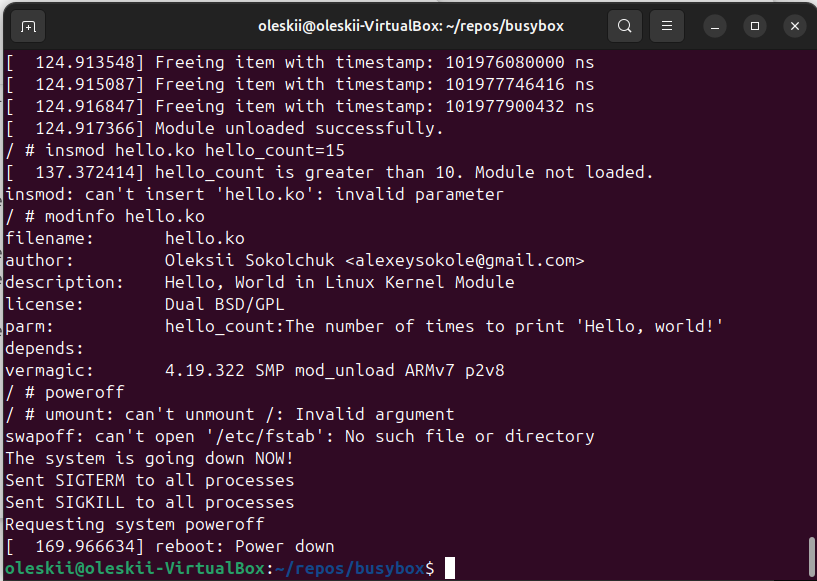 oleskii@oleskii-VirtualBox: ~/repos/busybox
[  124.913548] Freeing item with timestamp: 101976080000 ns
[  124.915087] Freeing item with timestamp: 101977746416 ns
[  124.916847] Freeing item with timestamp: 101977900432 ns
[  124.917366] Module unloaded successfully.
/ # insmod hello.ko hello_count=15
[  137.372414] hello_count is greater than 10. Module not loaded.
insmod: can't insert 'hello.ko': invalid parameter
/ # modinfo hello.ko
filename:       hello.ko
author:         Oleksii Sokolchuk <alexeysokole@gmail.com>
description:    Hello, World in Linux Kernel Module
license:        Dual BSD/GPL
parm:           hello_count:The number of times to print 'Hello, world!'
depends:
vermagic:       4.19.322 SMP mod_unload ARMv7 p2v8
/ # poweroff
/ # umount: can't unmount /: Invalid argument
swapoff: can't open '/etc/fstab': No such file or directory
The system is going down NOW!
Sent SIGTERM to all processes
Sent SIGKILL to all processes
Requesting system poweroff
[  169.966634] reboot: Power down
oleskii@oleskii-VirtualBox:~/repos/busybox$